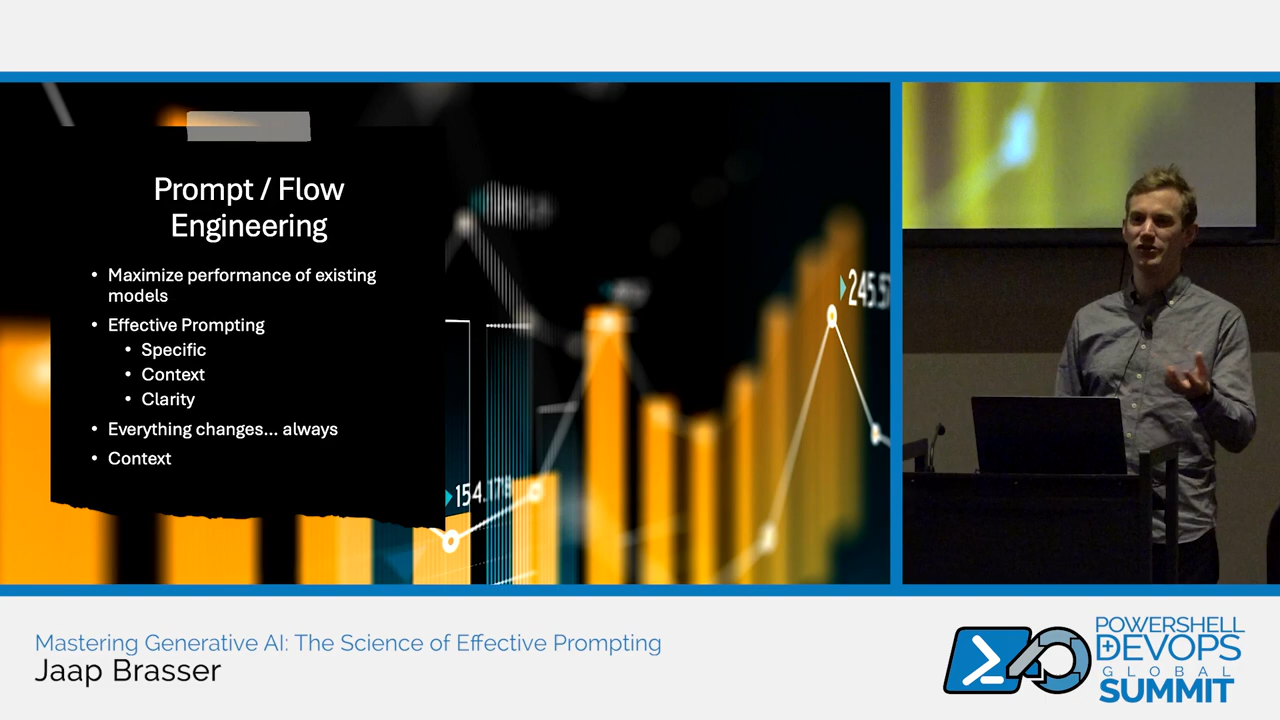 Prompt / Flow
Engineering
• Maximize performance of existing
models
• Effective Prompting
• Specific
• Context
• Clarity
• Everything changes... always
• Context
154.178
245.5
Mastering Generative AI: The Science of Effective Prompting
Jaap Brasser
POWERSHELL
DEVOPS
GLOBAL
SUMMIT